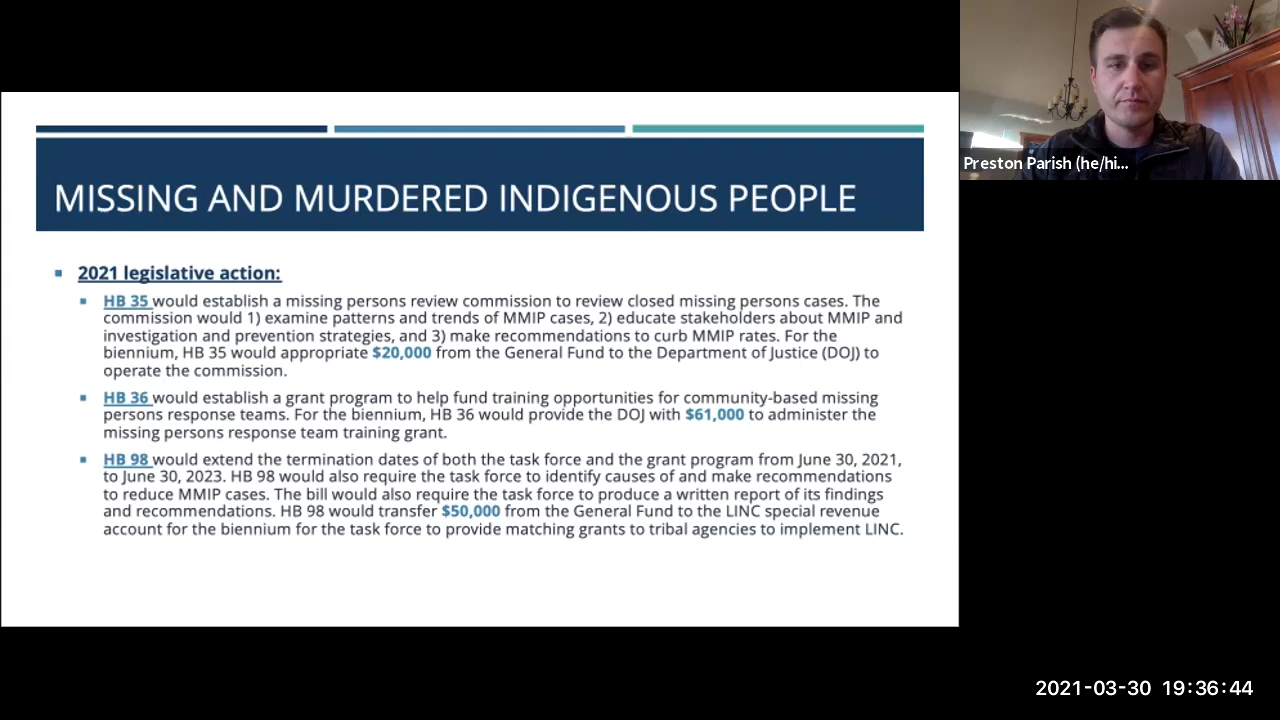 MISSING AND MURDERED INDIGENOUS PEOPLE
2021 legislative action:
HB 35 would establish a missing persons review commission to review closed missing persons cases. The
commission would 1) examine patterns and trends of MMIP cases, 2) educate stakeholders about MMIP and
investigation and prevention strategies, and 3) make recommendations to curb MMIP rates. For the
biennium, HB 35 would appropriate $20,000 from the General Fund to the Department of Justice (DOJ) to
operate the commission.
HB 36 would establish a grant program to help fund training opportunities for community-based missing
persons response teams. For the biennium, HB 36 would provide the DOJ with $61,000 to administer the
missing persons response team training grant.
HB 98 would extend the termination dates of both the task force and the grant program from June 30, 2021,
to June 30, 2023. HB 98 would also require the task force to identify causes of and make recommendations
to reduce MMIP cases. The bill would also require the task force to produce a written report of its findings
and recommendations. HB 98 would transfer $50,000 from the General Fund to the LINC special revenue
account for the biennium for the task force to provide matching grants to tribal agencies to implement LINC.
Preston Parish (he/hi...
2021-03-30 19:36:44